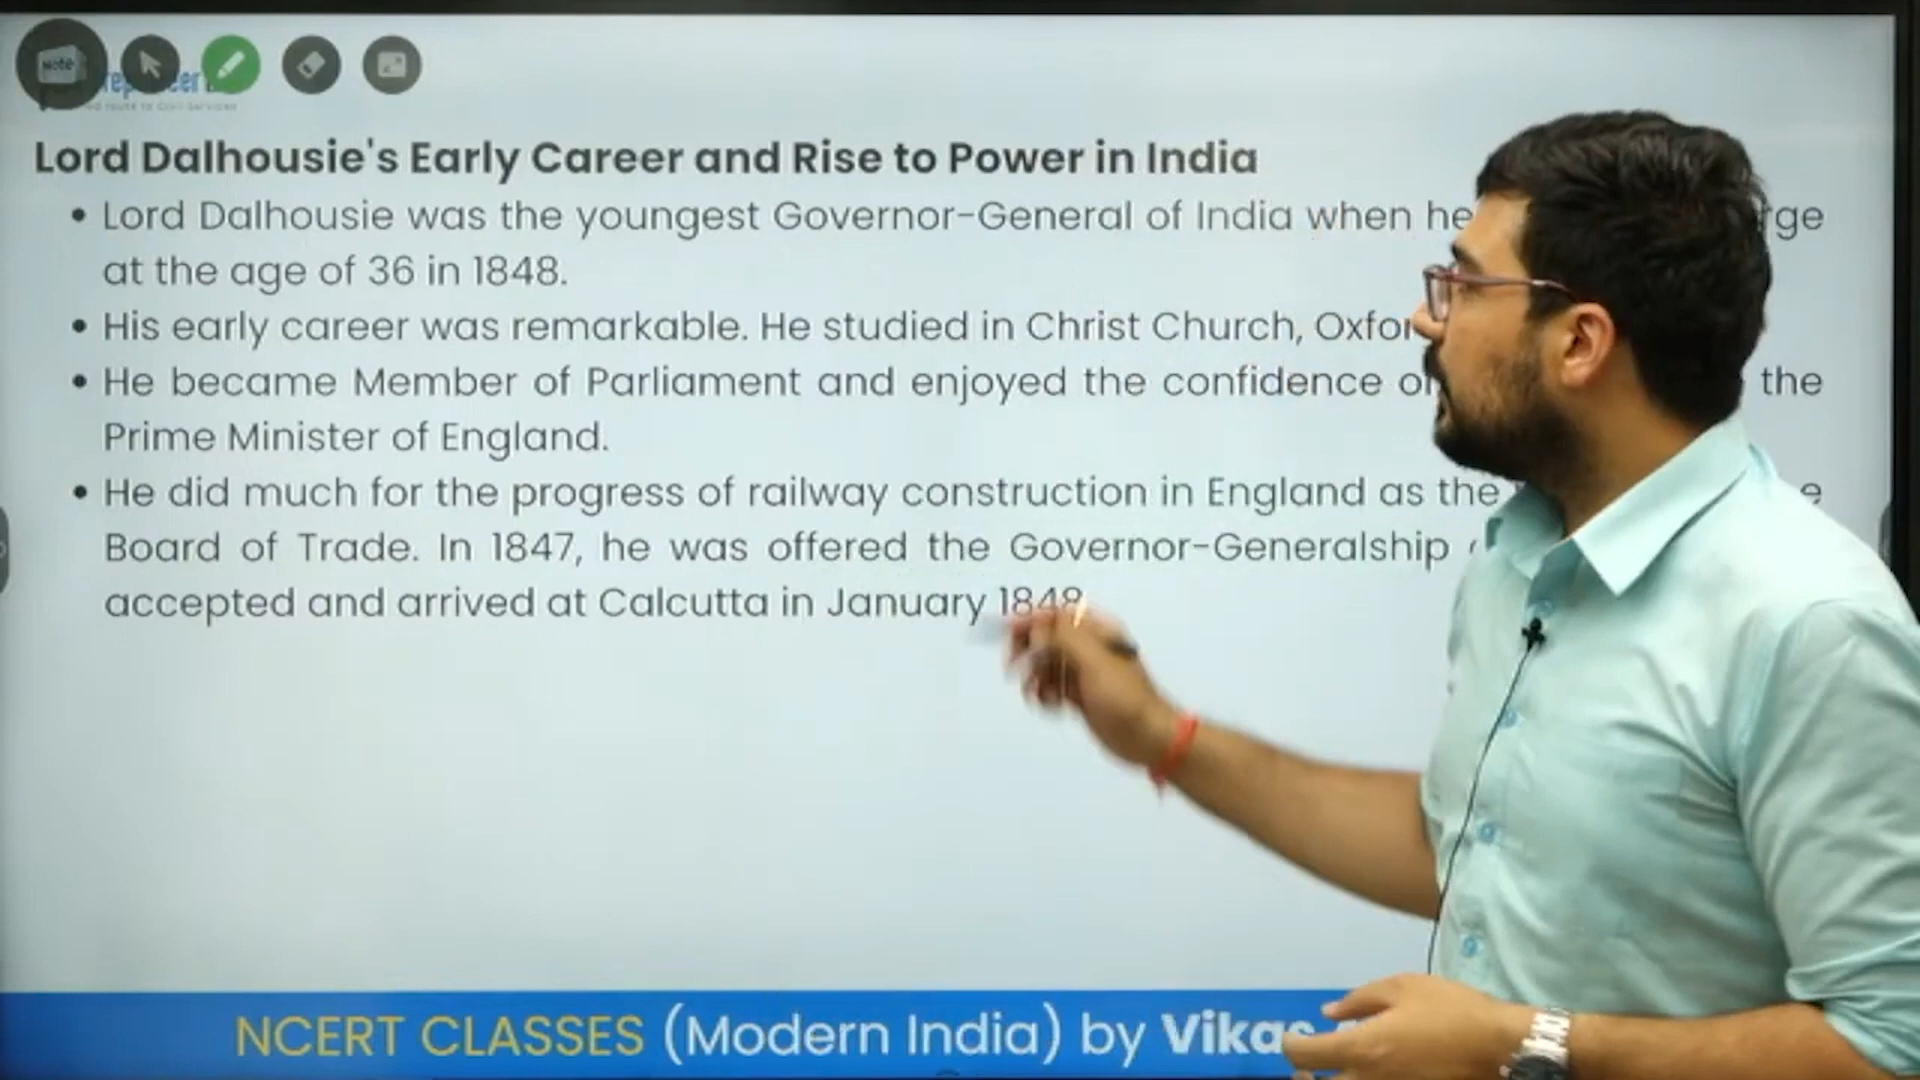 Note
Lord Dalhousie's Early Career and Rise to Power in India
• Lord Dalhousie was the youngest Governor-General of India when he
at the age of 36 in 1848.
• His early career was remarkable. He studied in Christ Church,
• He became Member of Parliament and enjoyed the confidence the
Prime Minister of England.
• He did much for the progress of railway construction in England as the
Board of Trade. In 1847, he was offered the Governor-Generalship
accepted and arrived at Calcutta in January 1848
NCERT CLASSES (Modern India) by Vikas